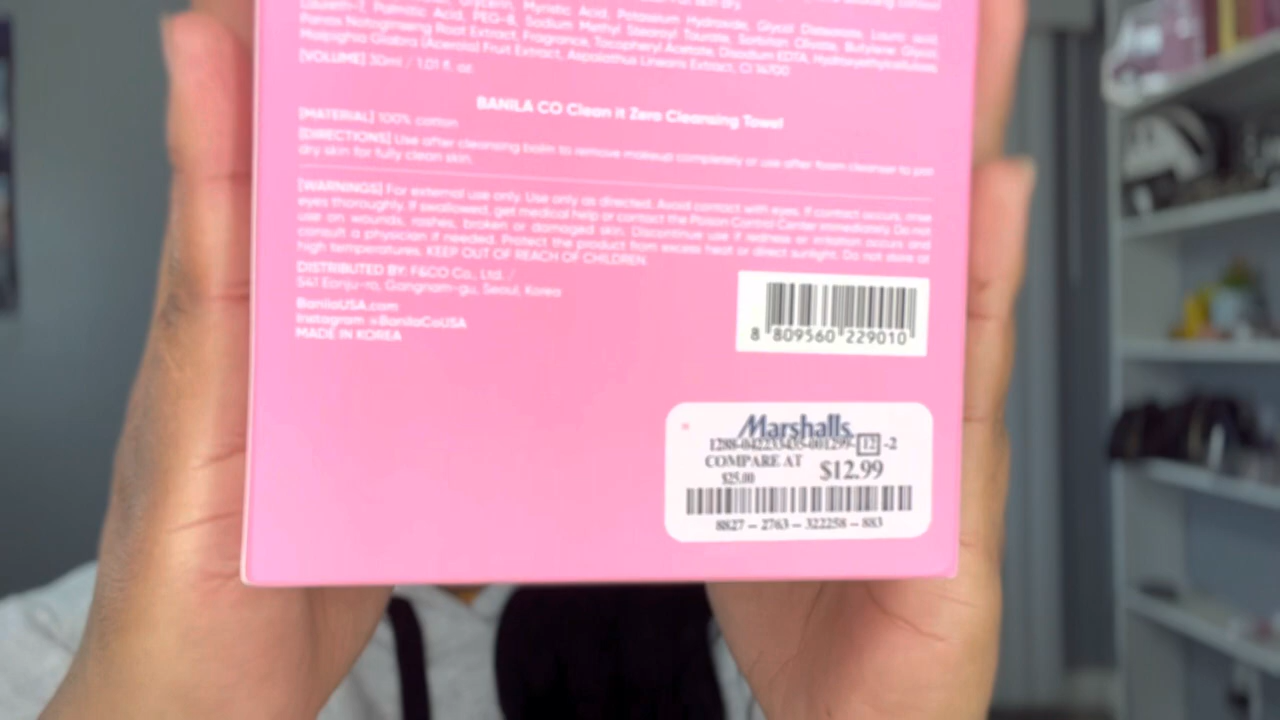 Laureth-7, Palmitic Acid, PEG-8, Sodium Methyl Stearoyl Taurate, Sorbitan Olivate, Butylene Glycol,
Panax Notoginseng Root Extract, Fragrance, Tocopheryl Acetate, Disodium EDTA, Hydroxyethylcellulose,
Malpighia Glabra (Acerola) Fruit Extract, Aspalathus Linearis Extract, CI 14700
[VOLUME] 30ml / 1.01 fl. oz.
BANILA CO Clean it Zero Cleansing Towel
[MATERIAL] 100% cotton
[DIRECTIONS] Use after cleansing balm to remove makeup completely or use after foam cleanser to pat
dry skin for fully clean skin.
[WARNINGS] For external use only. Use only as directed. Avoid contact with eyes. If contact occurs, rinse
eyes thoroughly. If swallowed, get medical help or contact the Poison Control Center immediately. Do not
use on wounds, rashes, broken or damaged skin. Discontinue use if redness or irritation occurs and
consult a physician if needed. Protect the product from excess heat or direct sunlight. Do not store at
high temperatures. KEEP OUT OF REACH OF CHILDREN.
DISTRIBUTED BY: F&CO Co., Ltd. /
541 Eonju-ro, Gangnam-gu, Seoul, Korea
BanilaUSA.com
Instagram @BanilaCoUSA
MADE IN KOREA
8 809560 229010
Marshalls
1288-042233435-001299-12 -2
COMPARE AT $12.99
$25.00
8827 - 2763 - 322258 - 883